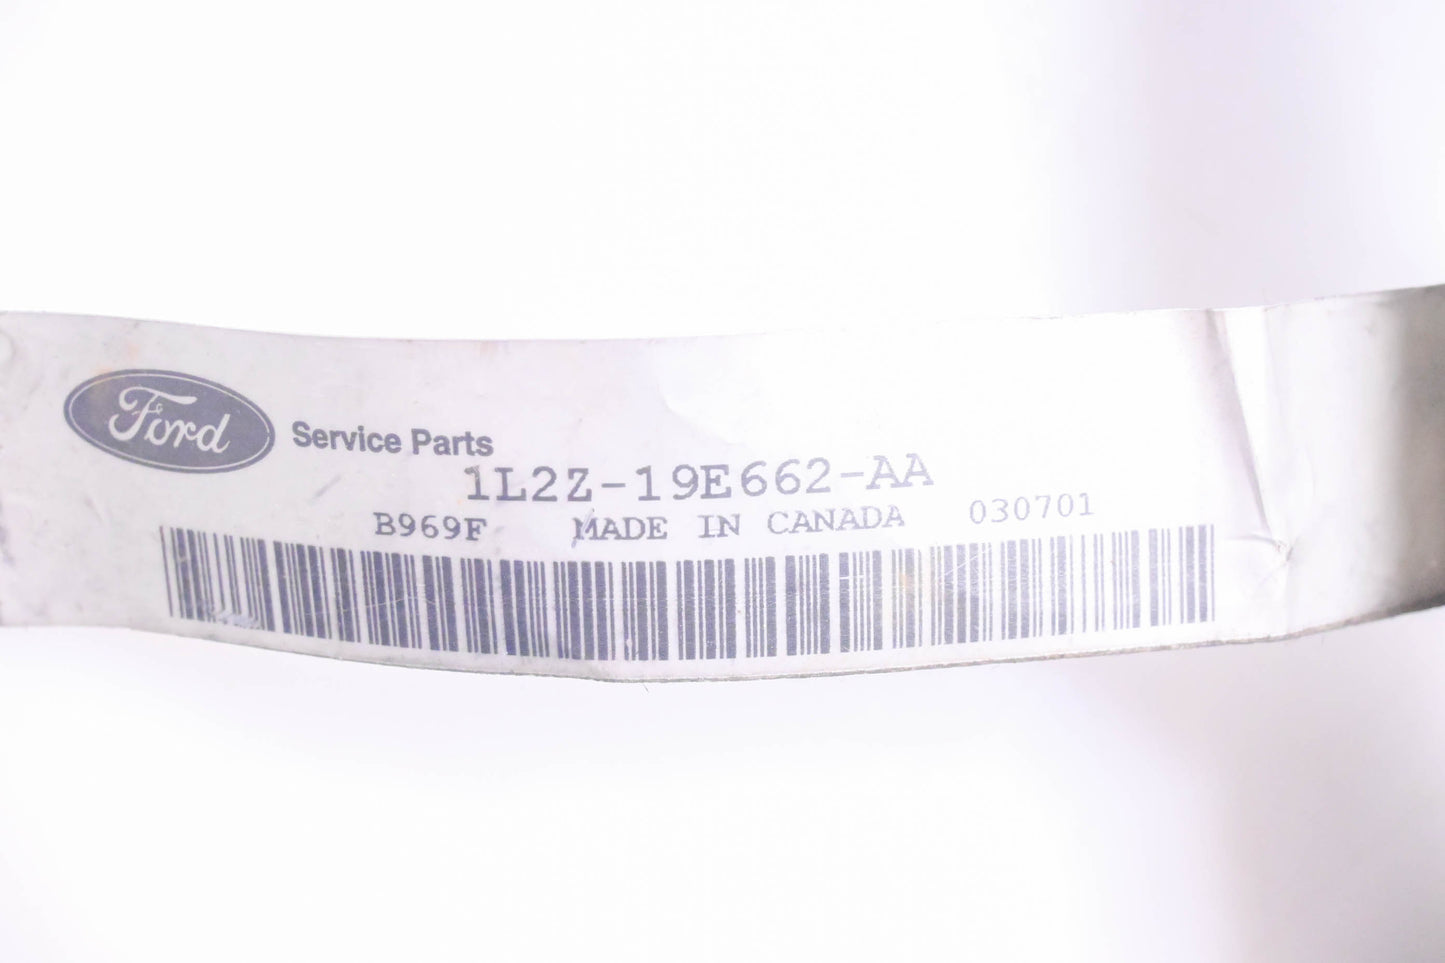 Ford Service Parts
1L2Z-19E662-AA
B969F MADE IN CANADA 030701